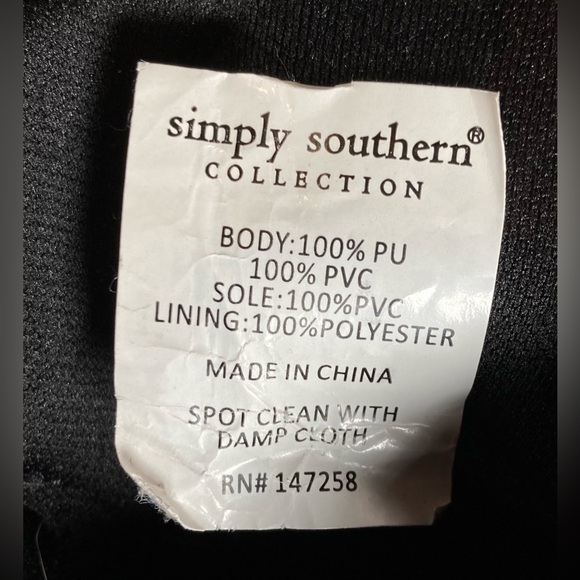 simply southern®
COLLECTION
BODY:100% PU
100% PVC
SOLE:100%PVC
LINING:100%POLYESTER
MADE IN CHINA
SPOT CLEAN WITH
DAMP CLOTH
RN# 147258